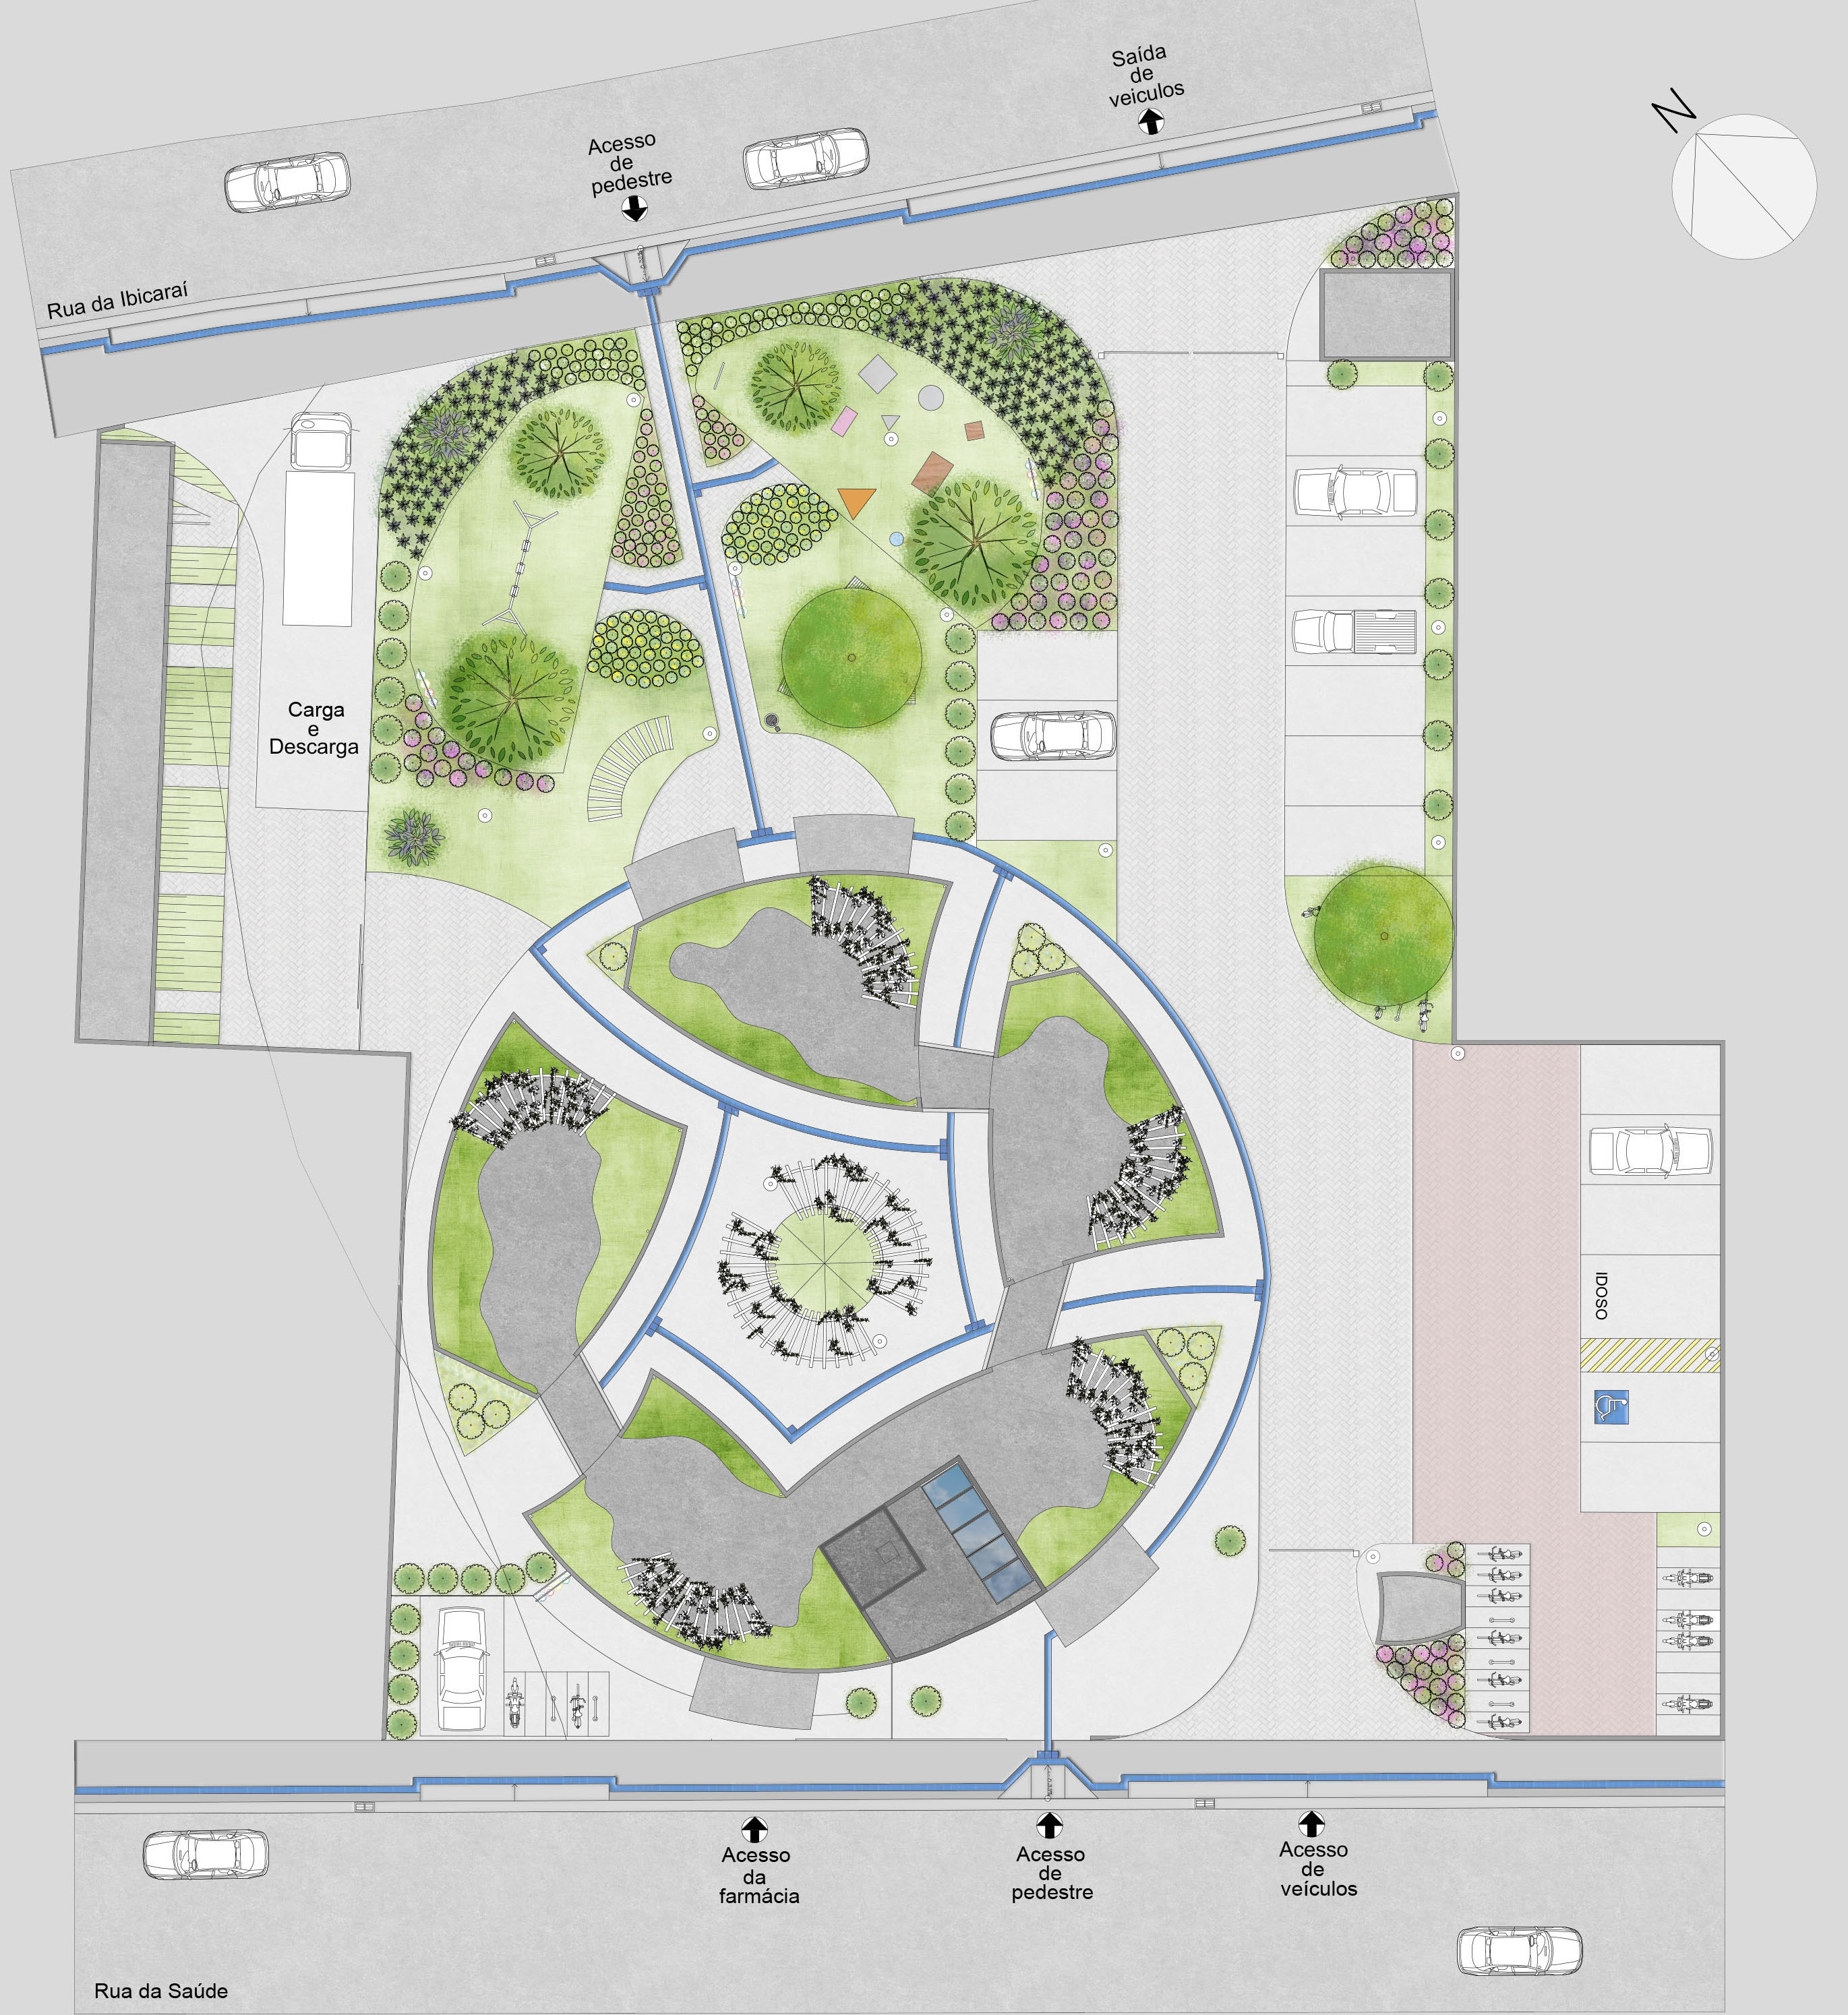 Saída
de
veiculos
N
Acesso
de
pedestre
Rua da Ibicaraí
Carga
e
Descarga
IDOSO
Acesso
da
farmácia
Acesso
de
pedestre
Acesso
de
veículos
Rua da Saúde